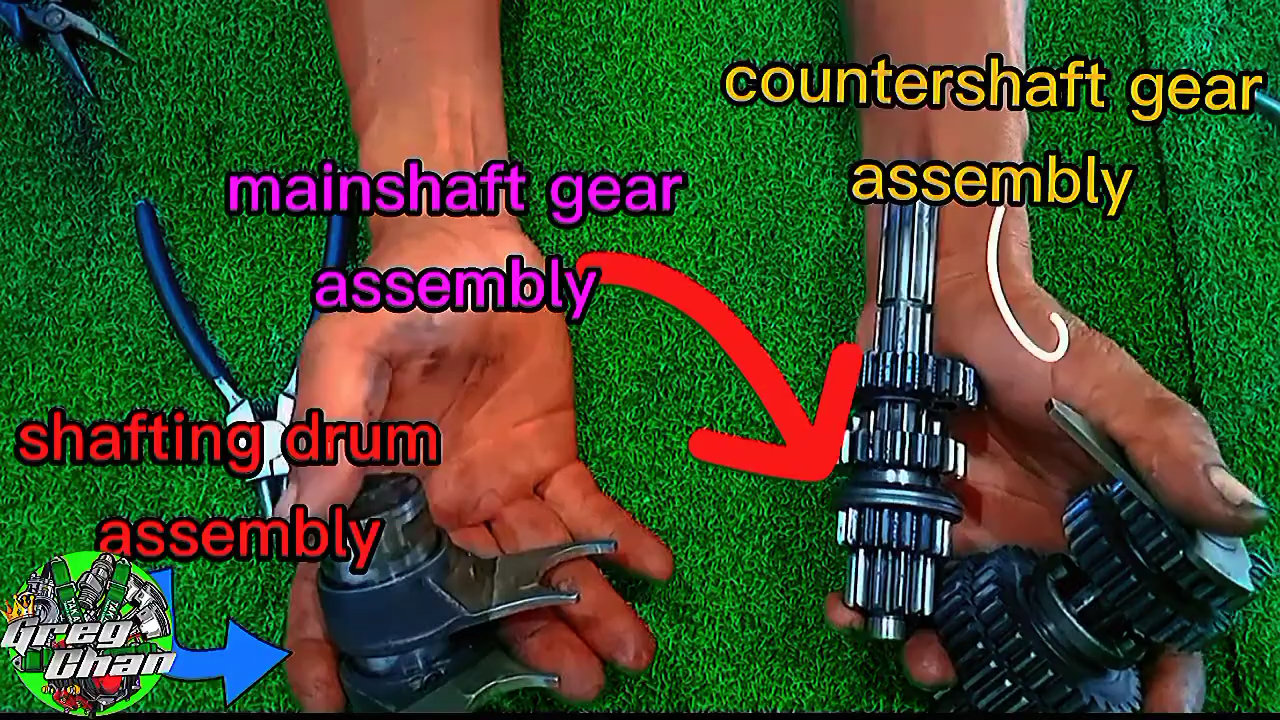 countershaft gear
assembly
mainshaft gear
assembly
shafting drum
assembly
Greg
Chan